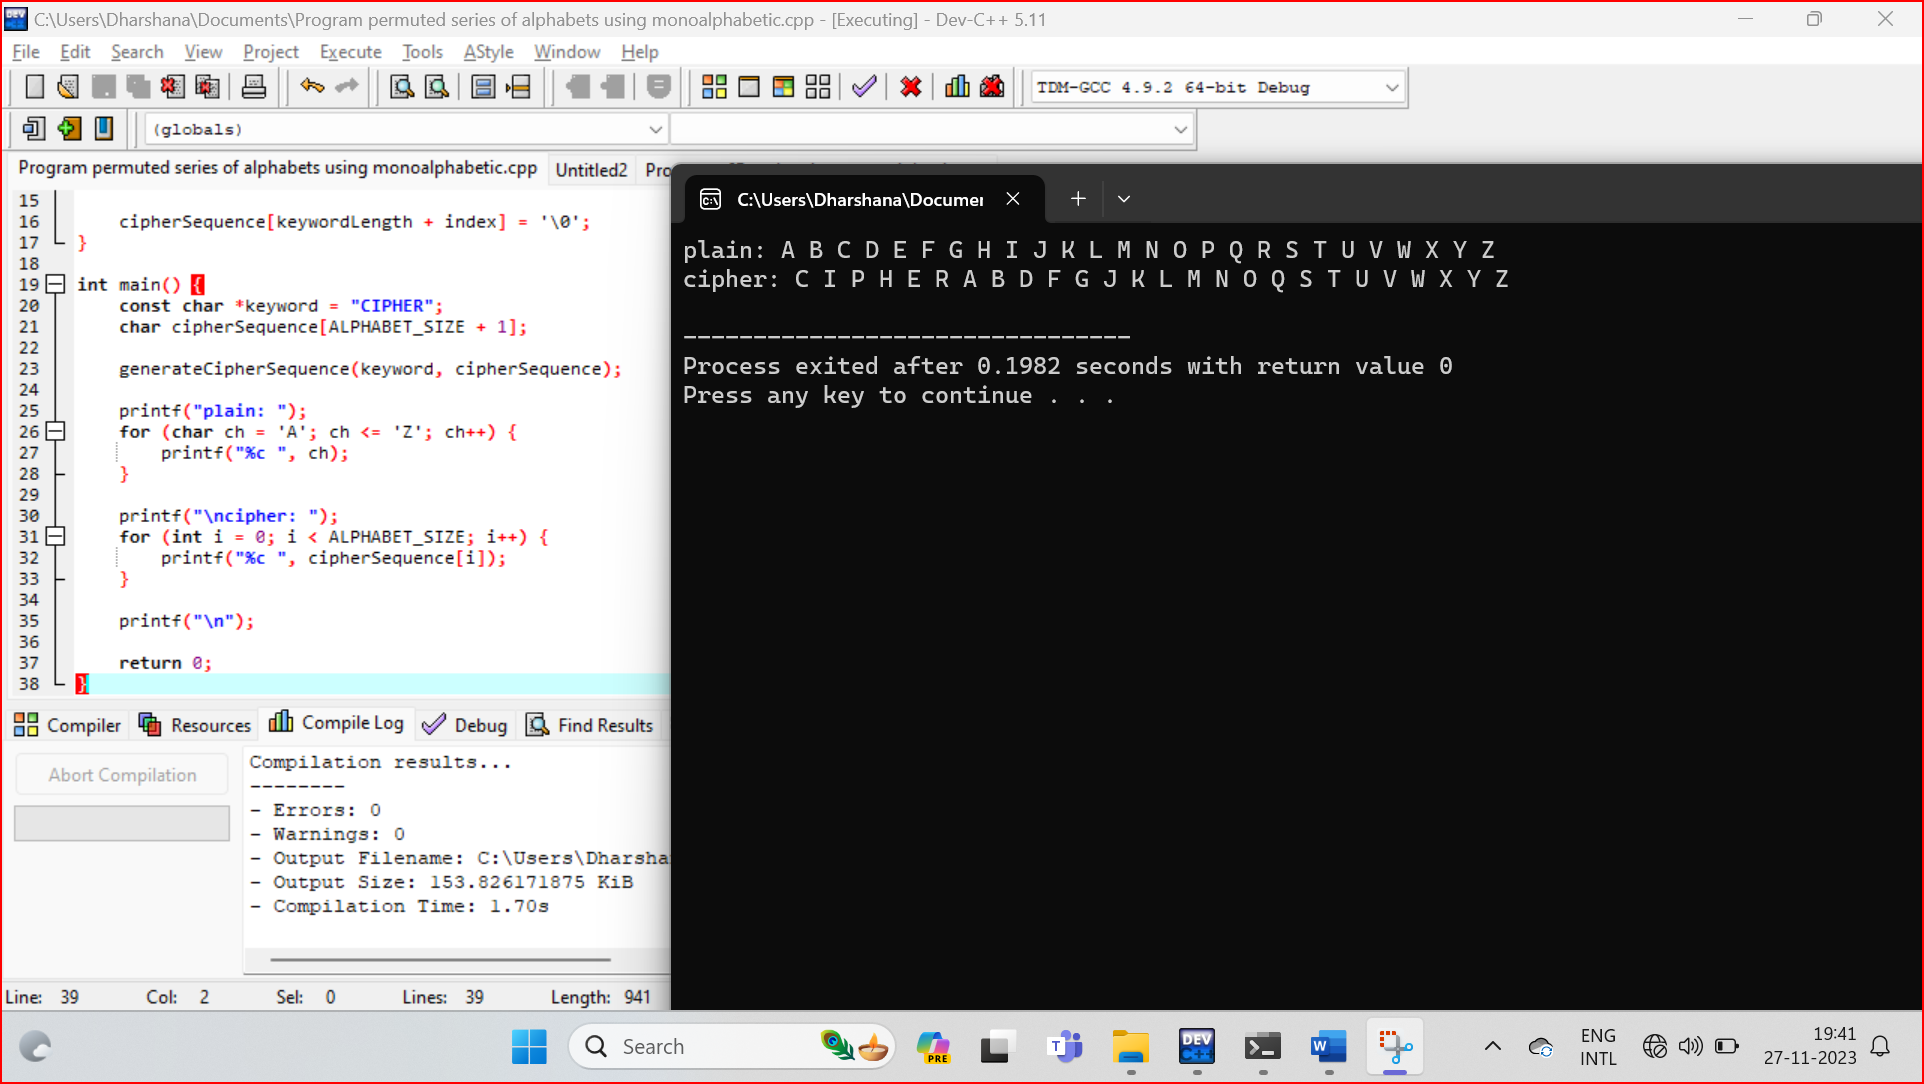 C:\Users\Dharshana\Documents\Program permuted series of alphabets using monoalphabetic.cpp - [Executing] - Dev-C++ 5.11
File Edit Search View Project Execute Tools AStyle Window Help
TDM-GCC 4.9.2 64-bit Debug
(globals)
Program permuted series of alphabets using monoalphabetic.cpp Untitled2 Pro
15
16 cipherSequence[keywordLength + index] = '\0';
17 }
18
19 int main() {
20 const char *keyword = "CIPHER";
21 char cipherSequence[ALPHABET_SIZE + 1];
22
23 generateCipherSequence(keyword, cipherSequence);
24
25 printf("plain: ");
26 for (char ch = 'A'; ch <= 'Z'; ch++) {
27 printf("%c ", ch);
28 }
29
30 printf("\ncipher: ");
31 for (int i = 0; i < ALPHABET_SIZE; i++) {
32 printf("%c ", cipherSequence[i]);
33 }
34
35 printf("\n");
36
37 return 0;
38 }
C:\Users\Dharshana\Documen
plain: A B C D E F G H I J K L M N O P Q R S T U V W X Y Z
cipher: C I P H E R A B D F G J K L M N O Q S T U V W X Y Z
--------------------------------
Process exited after 0.1982 seconds with return value 0
Press any key to continue . . .
Compiler Resources Compile Log Debug Find Results
Abort Compilation
Compilation results...
--------
- Errors: 0
- Warnings: 0
- Output Filename: C:\Users\Dharsha
- Output Size: 153.826171875 KiB
- Compilation Time: 1.70s
Line: 39 Col: 2 Sel: 0 Lines: 39 Length: 941
Search
PRE
T
DEV
C++
W
ENG
INTL
19:41
27-11-2023